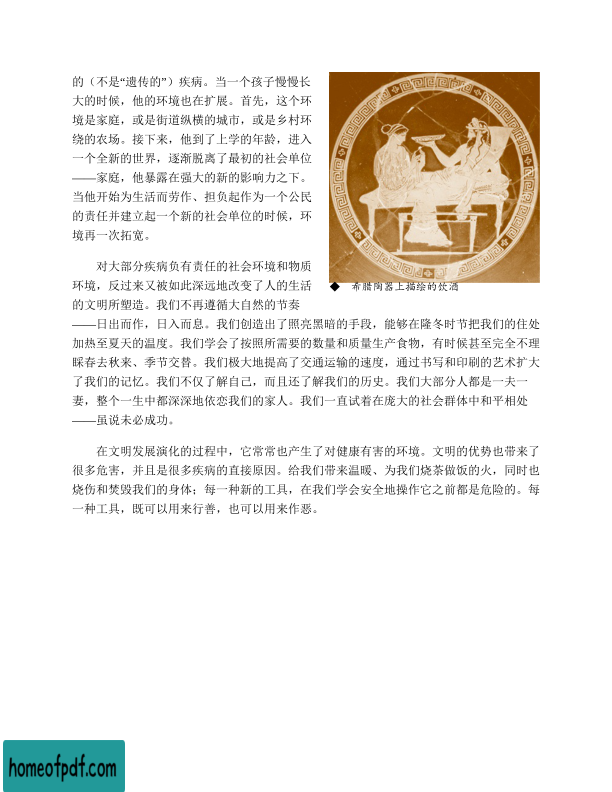 的（不是“遗传的”）疾病。当一个孩子慢慢长
大的时候，他的环境也在扩展。首先，这个环
境是家庭，或是街道纵横的城市，或是乡村环
绕的农场。接下来，他到了上学的年龄，进入
一个全新的世界，逐渐脱离了最初的社会单位
——家庭，他暴露在强大的新的影响力之下。
当他开始为生活而劳作、担负起作为一个公民
的责任并建立起一个新的社会单位的时候，环
境再一次拓宽。
◆ 希腊陶器上描绘的饮酒
对大部分疾病负有责任的社会环境和物质
环境，反过来又被如此深远地改变了人的生活
的文明所塑造。我们不再遵循大自然的节奏
——日出而作，日入而息。我们创造出了照亮黑暗的手段，能够在隆冬时节把我们的住处
加热至夏天的温度。我们学会了按照所需要的数量和质量生产食物，有时候甚至完全不理
睬春去秋来、季节交替。我们极大地提高了交通运输的速度，通过书写和印刷的艺术扩大
了我们的记忆。我们不仅了解自己，而且还了解我们的历史。我们大部分人都是一夫一
妻，整个一生中都深深地依恋我们的家人。我们一直试着在庞大的社会群体中和平相处
——虽说未必成功。
在文明发展演化的过程中，它常常也产生了对健康有害的环境。文明的优势也带来了
很多危害，并且是很多疾病的直接原因。给我们带来温暖、为我们烧茶做饭的火，同时也
烧伤和焚毁我们的身体；每一种新的工具，在我们学会安全地操作它之前都是危险的。每
一种工具，既可以用来行善，也可以用来作恶。
homeofpdf.com